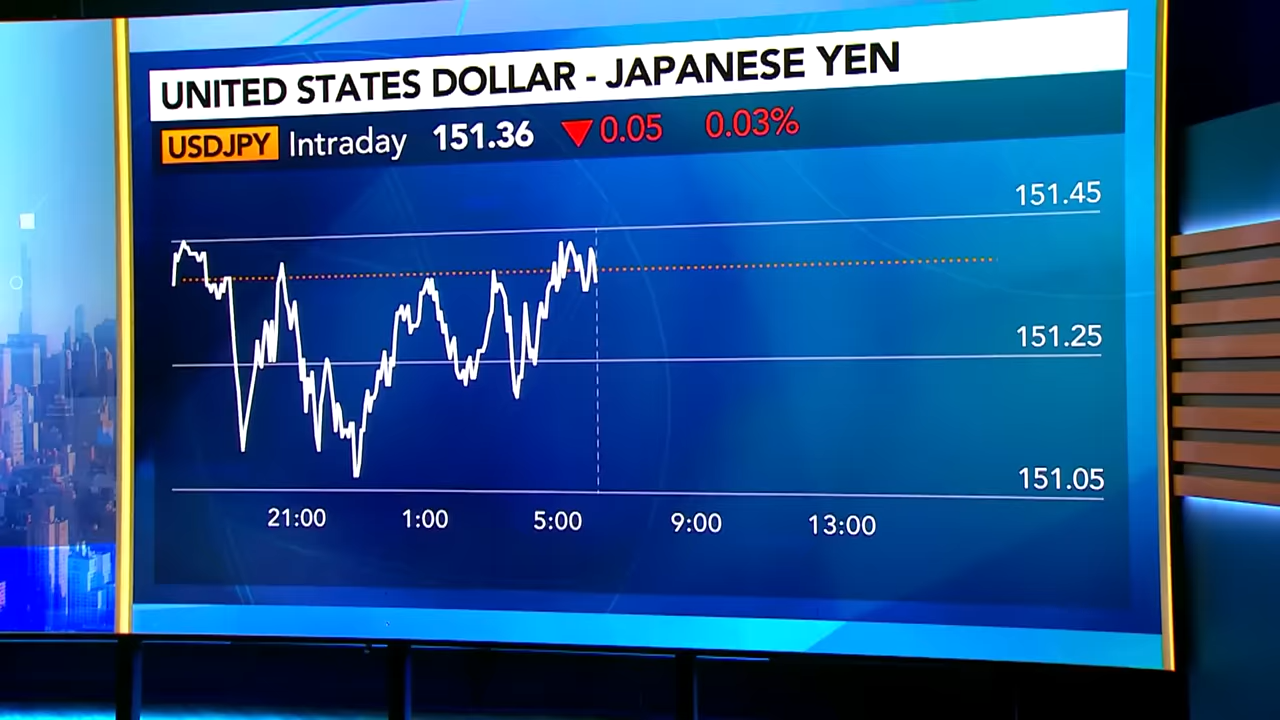 UNITED STATES DOLLAR - JAPANESE YEN
USDJPY Intraday 151.36 ▼0.05 0.03%
151.45
151.25
151.05
21:00 1:00 5:00 9:00 13:00